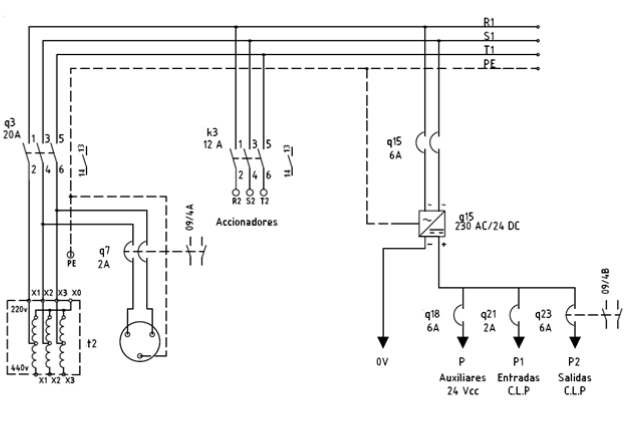 R1
S1
T1
PE
q3
20A
1 3 5
13
14
2 4 6
k3
12 A
1 3 5
13
14
2 4 6
R2 S2 T2
Accionadores
q15
6A
q15
230 AC/24 DC
- +
09/4A
q7
2A
PE
X1 X2 X3 X0
220v
t2
440v
X1 X2 X3
09/4B
q18
6A
q21
2A
q23
6A
0V
P
P1
P2
Auxiliares
24 Vcc
Entradas
C.L.P
Salidas
C.L.P